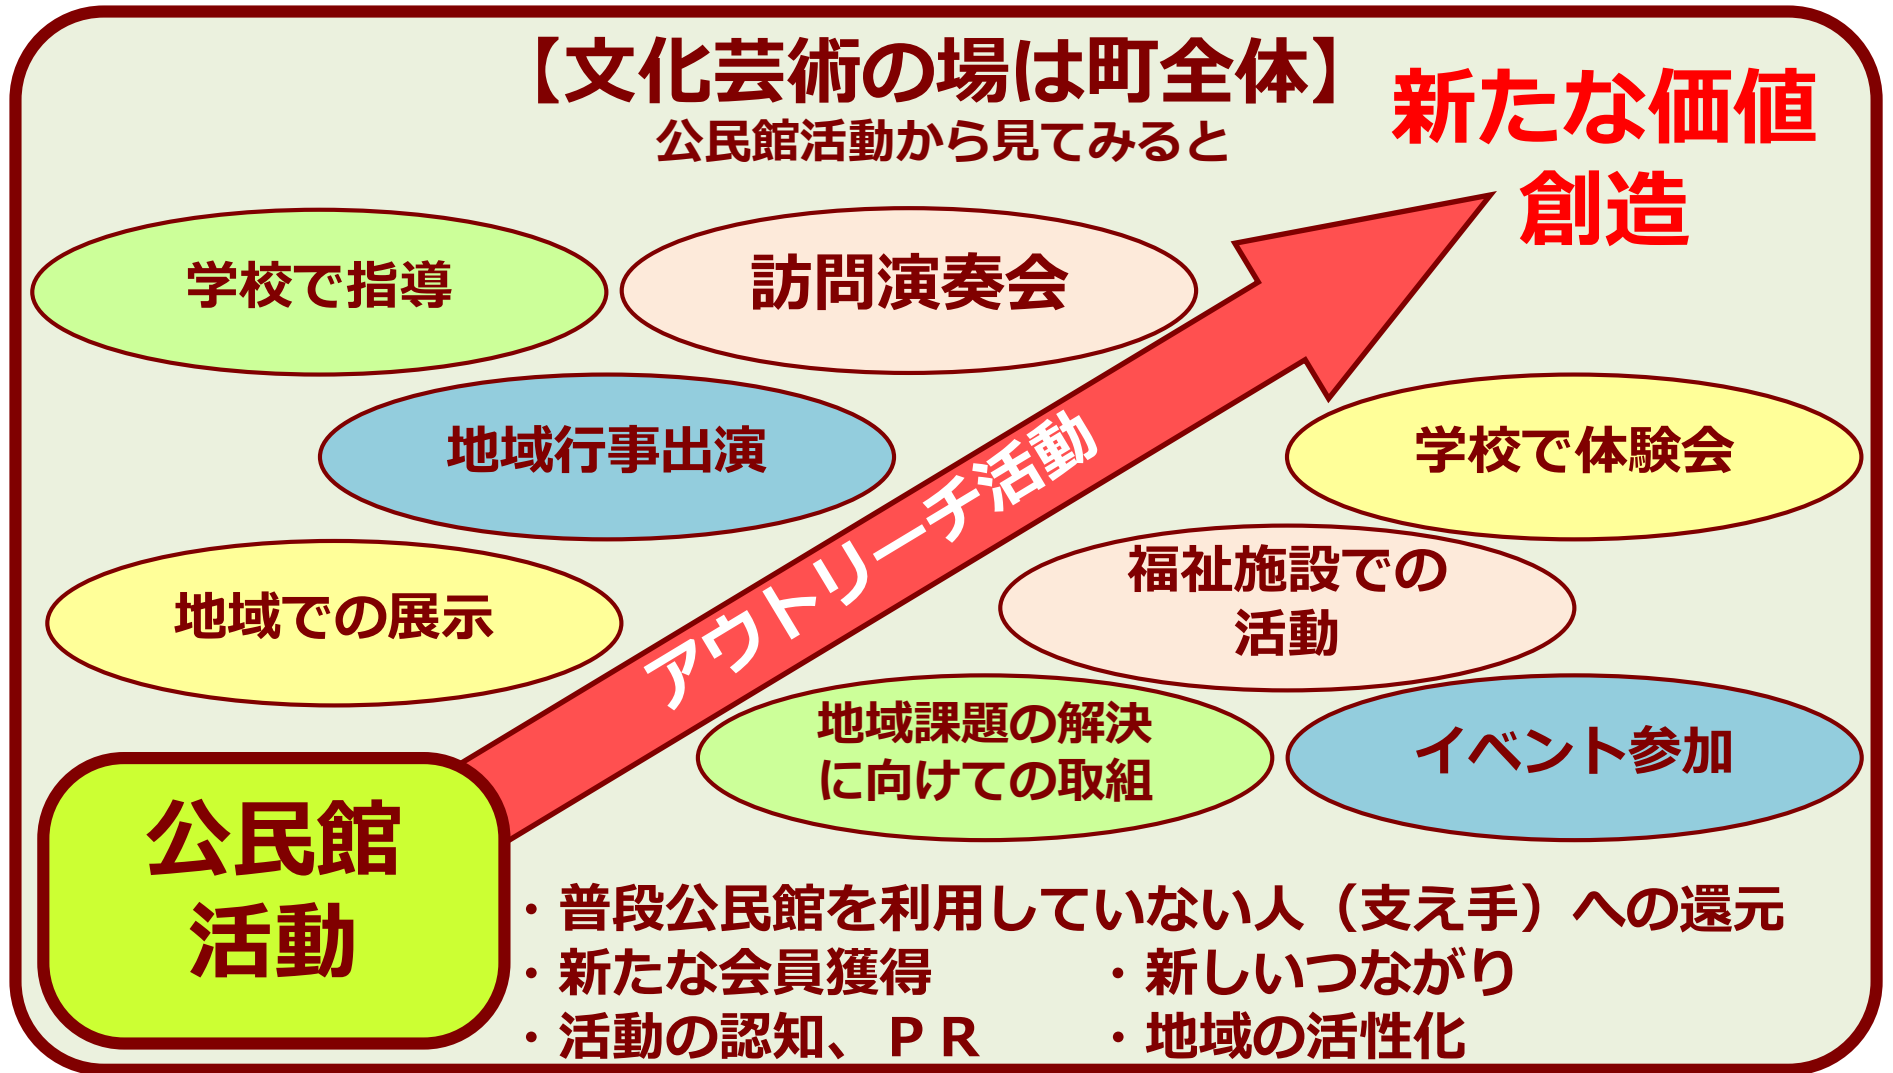 【文化芸術の場は町全体】
公民館活動から見てみると
新たな価値
創造
学校で指導
訪問演奏会
地域行事出演
学校で体験会
アウトリーチ活動
地域での展示
福祉施設での
活動
地域課題の解決
に向けての取組
イベント参加
公民館
活動
・普段公民館を利用していない人（支え手）への還元
・新たな会員獲得　　　・新しいつながり
・活動の認知、ＰＲ　　・地域の活性化